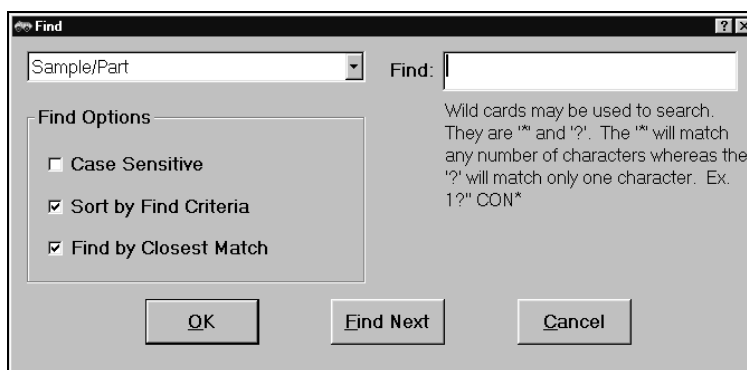 Find
Sample/Part
Find:
Wild cards may be used to search.
They are '*' and '?'. The '*' will match
any number of characters whereas the
'?' will match only one character. Ex.
1?" CON*
Find Options
Case Sensitive
Sort by Find Criteria
Find by Closest Match
OK
Find Next
Cancel